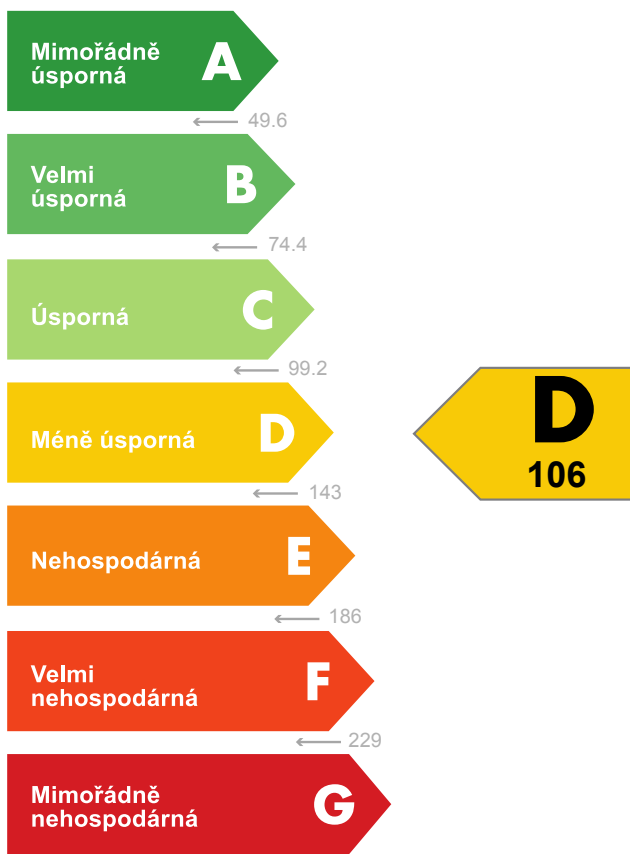 Mimořádně
úsporná
A
49.6
Velmi
úsporná
B
74.4
Úsporná
C
99.2
Méně úsporná
D
D
106
143
Nehospodárná
E
186
Velmi
nehospodárná
F
229
Mimořádně
nehospodárná
G